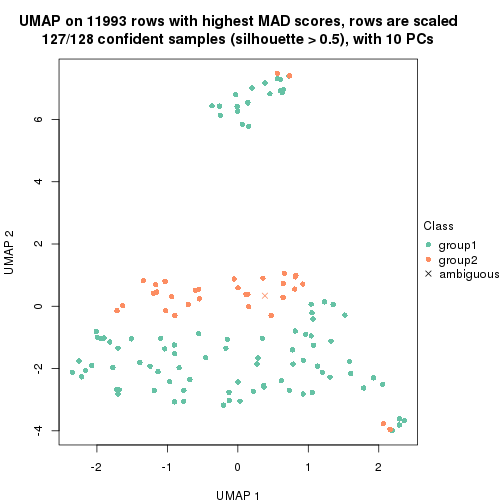 UMAP on 11993 rows with highest MAD scores, rows are scaled
127/128 confident samples (silhouette > 0.5), with 10 PCs
6
4
2
0
-2
-4
UMAP 2
-2
-1
0
1
2
UMAP 1
Class
group1
group2
ambiguous